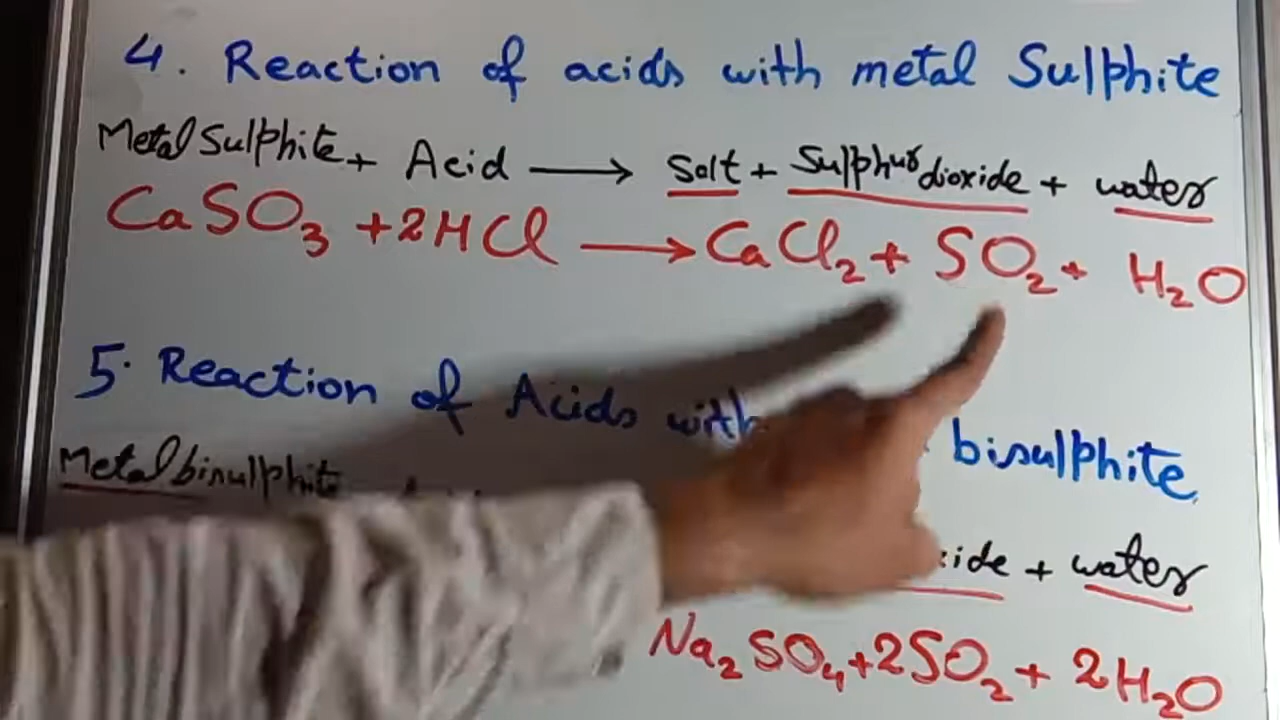 4. Reaction of acids with metal Sulphite
Metal Sulphite + Acid → Salt + Sulphur dioxide + water
CaSO₃ + 2HCl → CaCl₂ + SO₂ + H₂O
5. Reaction of Acids with bisulphite
Metal bisulphite
+ water
Na₂SO₄ + 2SO₂ + 2H₂O